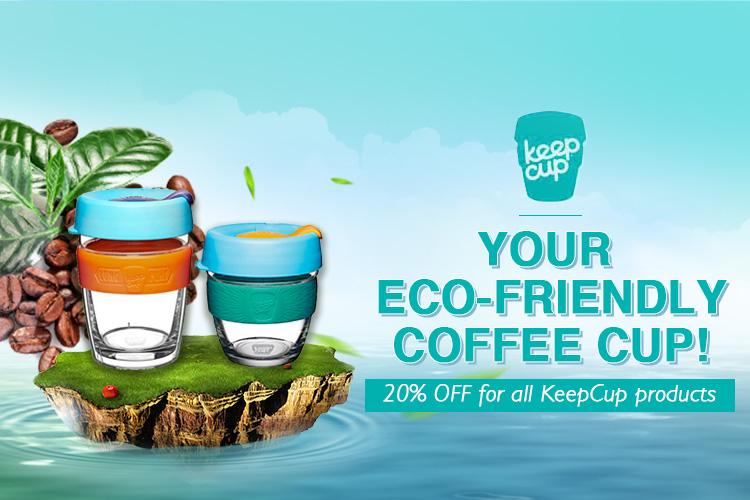 keep
cup
YOUR
ECO-FRIENDLY
COFFEE CUP!
20% OFF for all KeepCup products